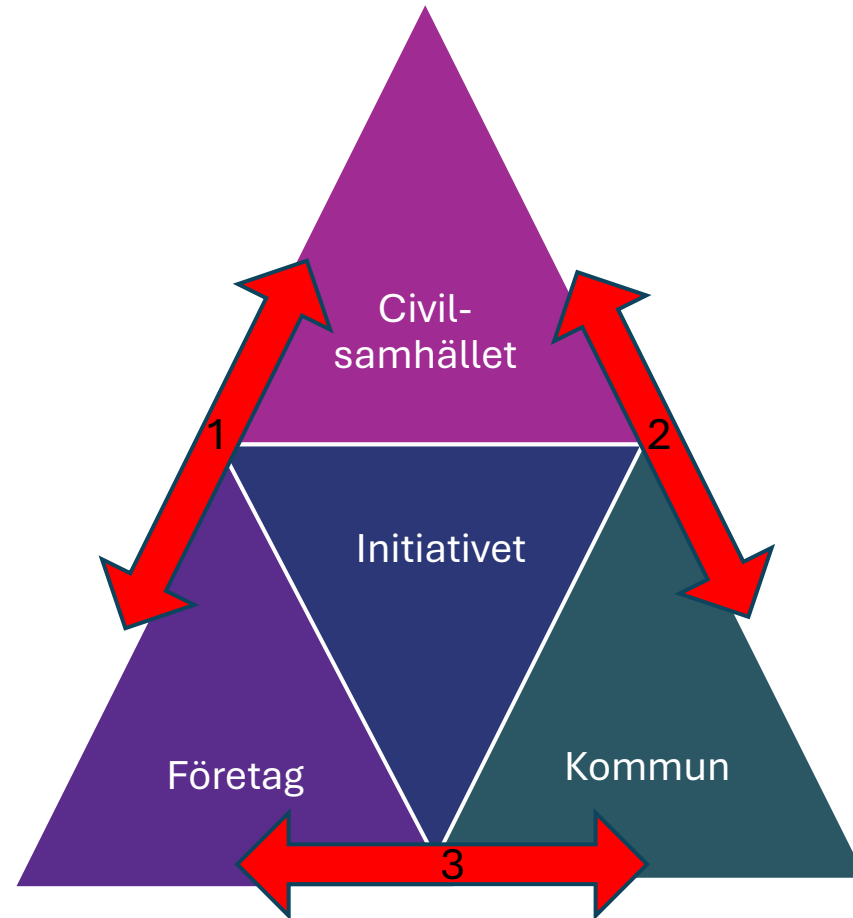 Civil-
samhället
1
2
Initiativet
Företag
Kommun
3